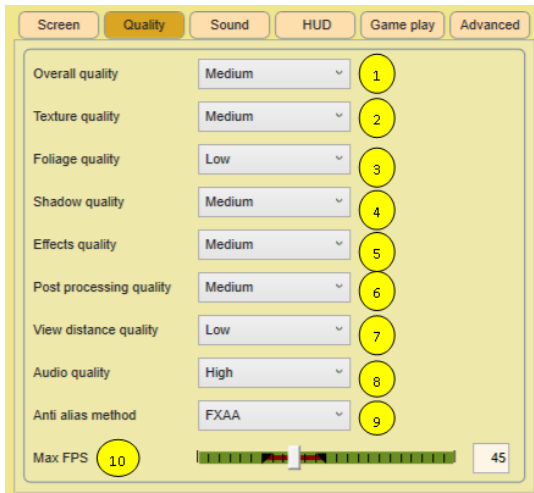 Screen Quality Sound HUD Game play Advanced
Overall quality Medium 1
Texture quality Medium 2
Foliage quality Low 3
Shadow quality Medium 4
Effects quality Medium 5
Post processing quality Medium 6
View distance quality Low 7
Audio quality High 8
Anti alias method FXAA 9
Max FPS 10 45